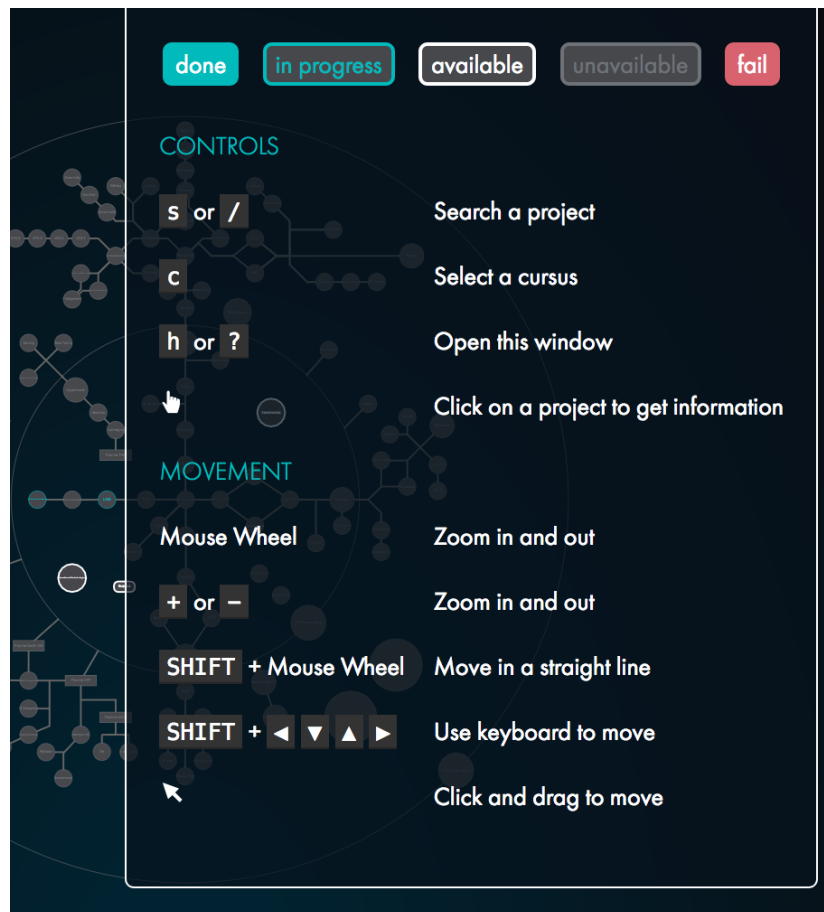 done in progress available unavailable fail
CONTROLS
s or / Search a project
c Select a cursus
h or ? Open this window
Click on a project to get information
MOVEMENT
Mouse Wheel Zoom in and out
+ or − Zoom in and out
SHIFT + Mouse Wheel Move in a straight line
SHIFT + ◄ ▼ ▲ ► Use keyboard to move
Click and drag to move